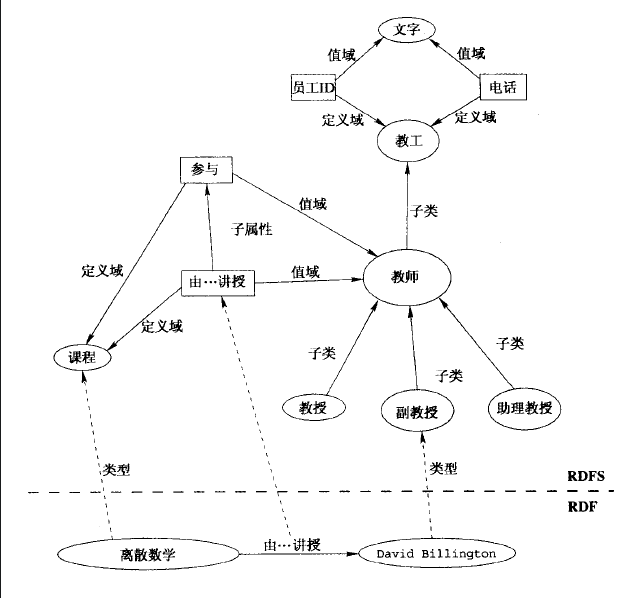 文字
值域
值域
员工ID
电话
定义域
定义域
教工
参与
值域
子类
子属性
定义域
由…讲授
值域
教师
定义域
课程
子类
子类
子类
教授
副教授
助理教授
类型
类型
RDFS
RDF
离散数学
由…讲授
David Billington